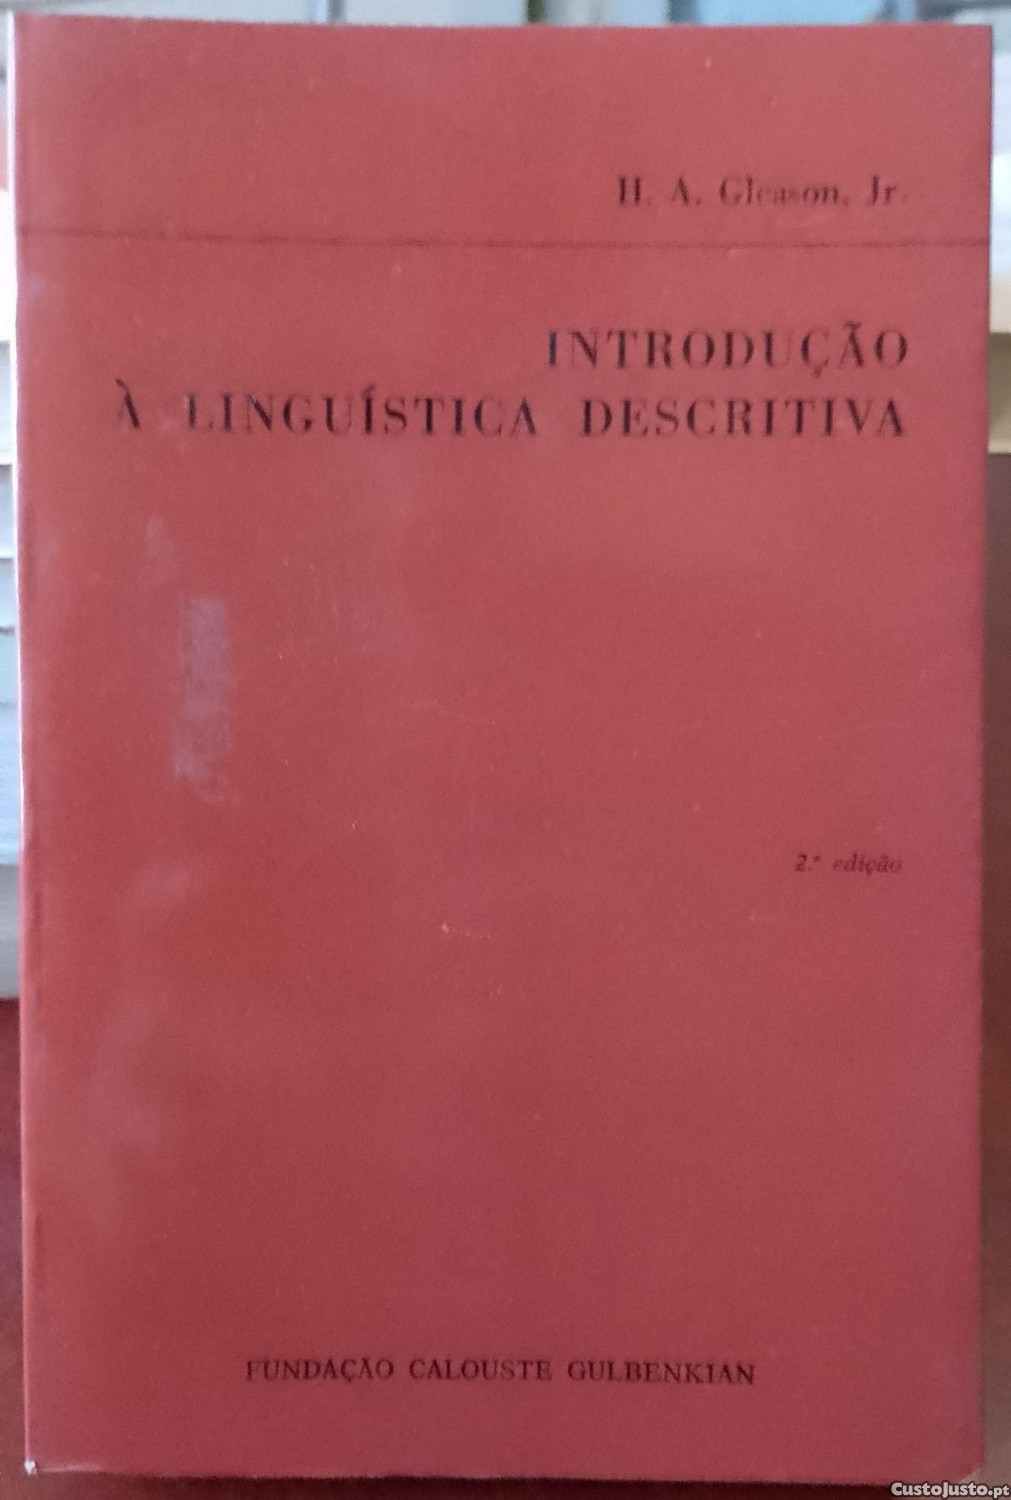 H. A. Gleason, Jr.
INTRODUÇÃO
À LINGUÍSTICA DESCRITIVA
2.ª edição
FUNDAÇÃO CALOUSTE GULBENKIAN
CustoJusto.pt